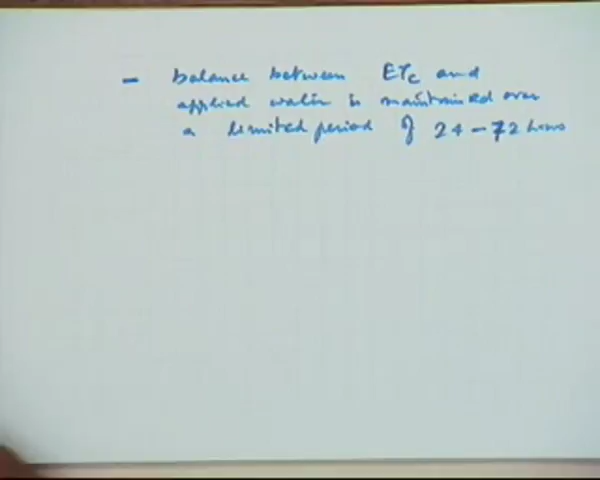 - balance between ETc and
applied water is maintained over
a limited period of 24-72 hours